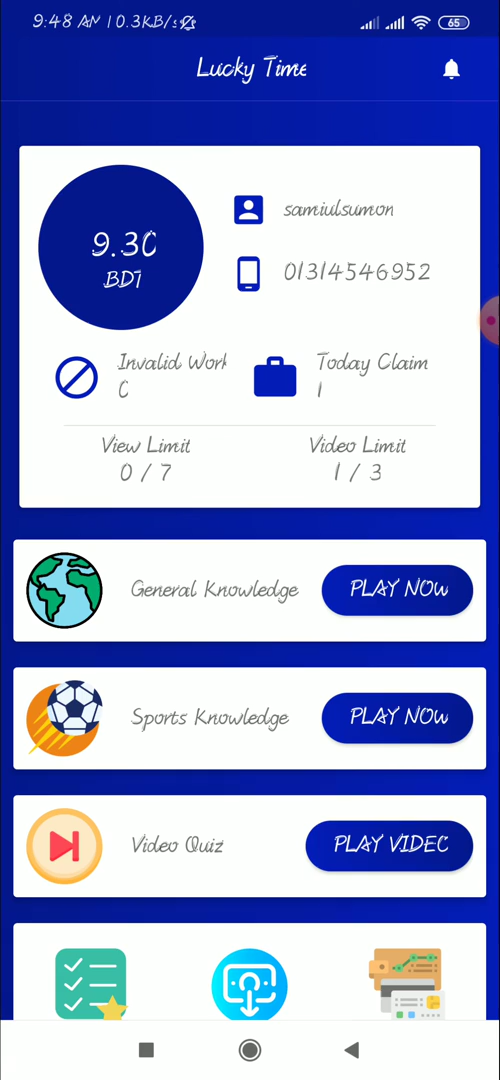 9:48 AM | 0.3KB/s
65
Lucky Time
9.30
BDT
samiulsumon
01314546952
Invalid Work
0
Today Claim
1
View Limit
0 / 7
Video Limit
1 / 3
General Knowledge
PLAY NOW
Sports Knowledge
PLAY NOW
Video Quiz
PLAY VIDEO